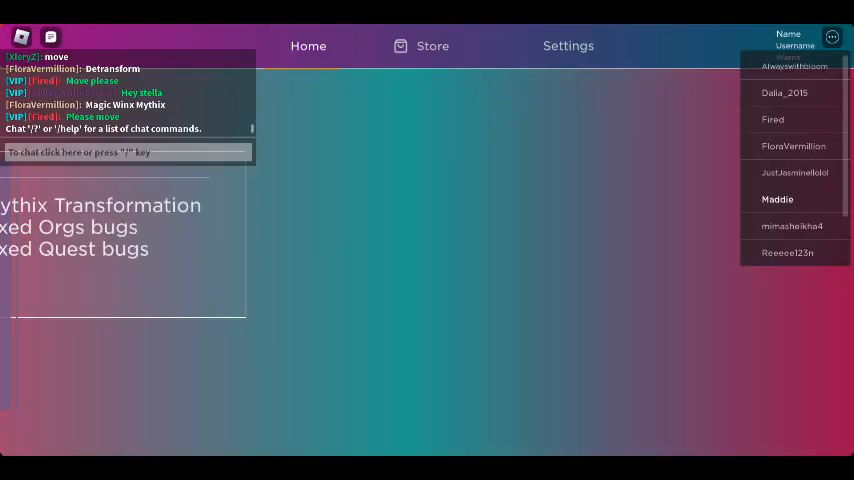 Home
Store
Settings
Name
Username
Warns
[XleryZ]: move
[FloraVermillion]: Detransform
[VIP][Fired]: Move please
[VIP] Hey stella
[FloraVermillion]: Magic Winx Mythix
[VIP][Fired]: Please move
Chat '/?' or '/help' for a list of chat commands.
To chat click here or press "/" key
ythix Transformation
xed Orgs bugs
xed Quest bugs
Alwayswithbloom
Dalia_2015
Fired
FloraVermillion
JustJasminellolol
Maddie
mimasheikha4
Reeeee123n